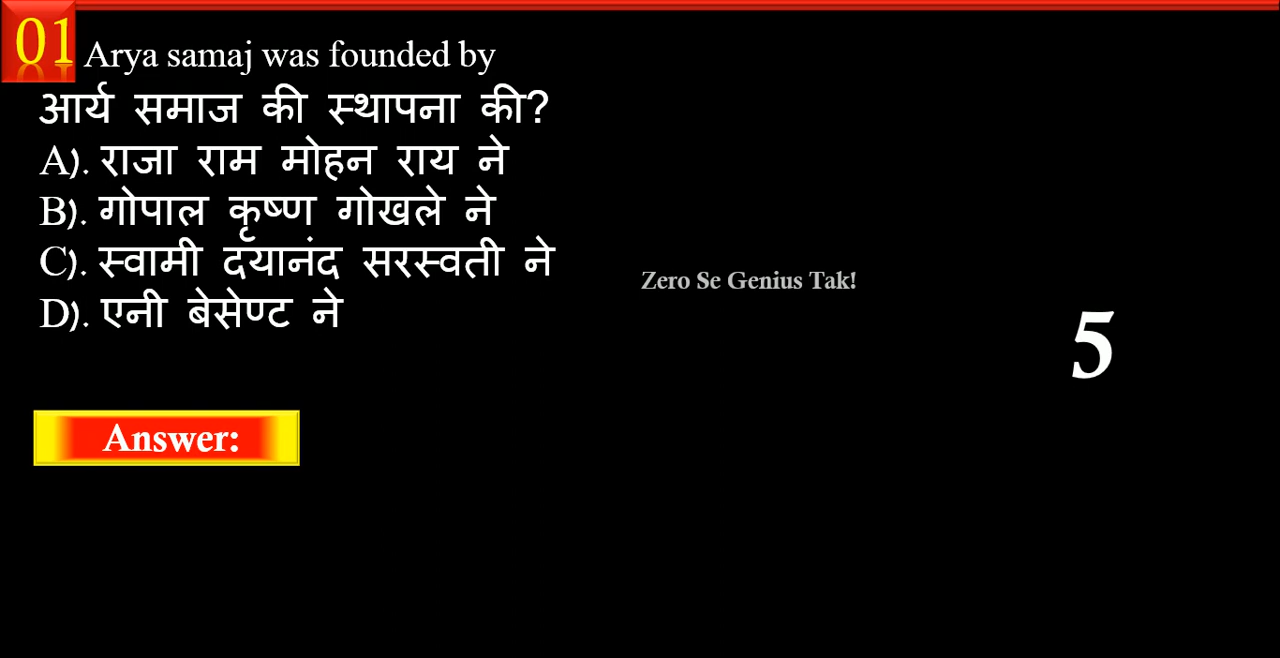 01 Arya samaj was founded by
आर्य समाज की स्थापना की?
A). राजा राम मोहन राय ने
B). गोपाल कृष्ण गोखले ने
C). स्वामी दयानंद सरस्वती ने
D). एनी बेसेण्ट ने
Zero Se Genius Tak!
5
Answer: